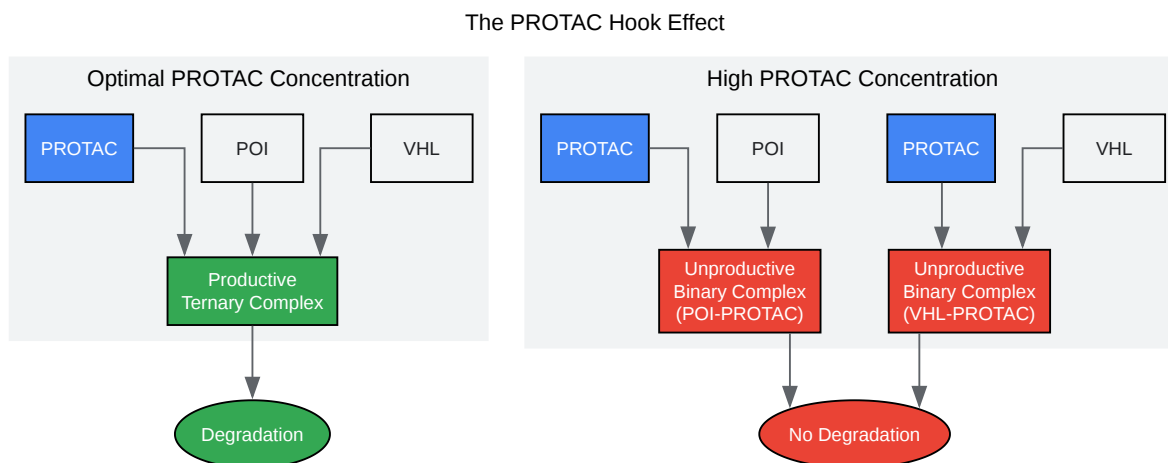 The PROTAC Hook Effect
Optimal PROTAC Concentration
PROTAC
POI
VHL
Productive
Ternary Complex
Degradation
High PROTAC Concentration
PROTAC
POI
PROTAC
VHL
Unproductive
Binary Complex
(POI-PROTAC)
Unproductive
Binary Complex
(VHL-PROTAC)
No Degradation